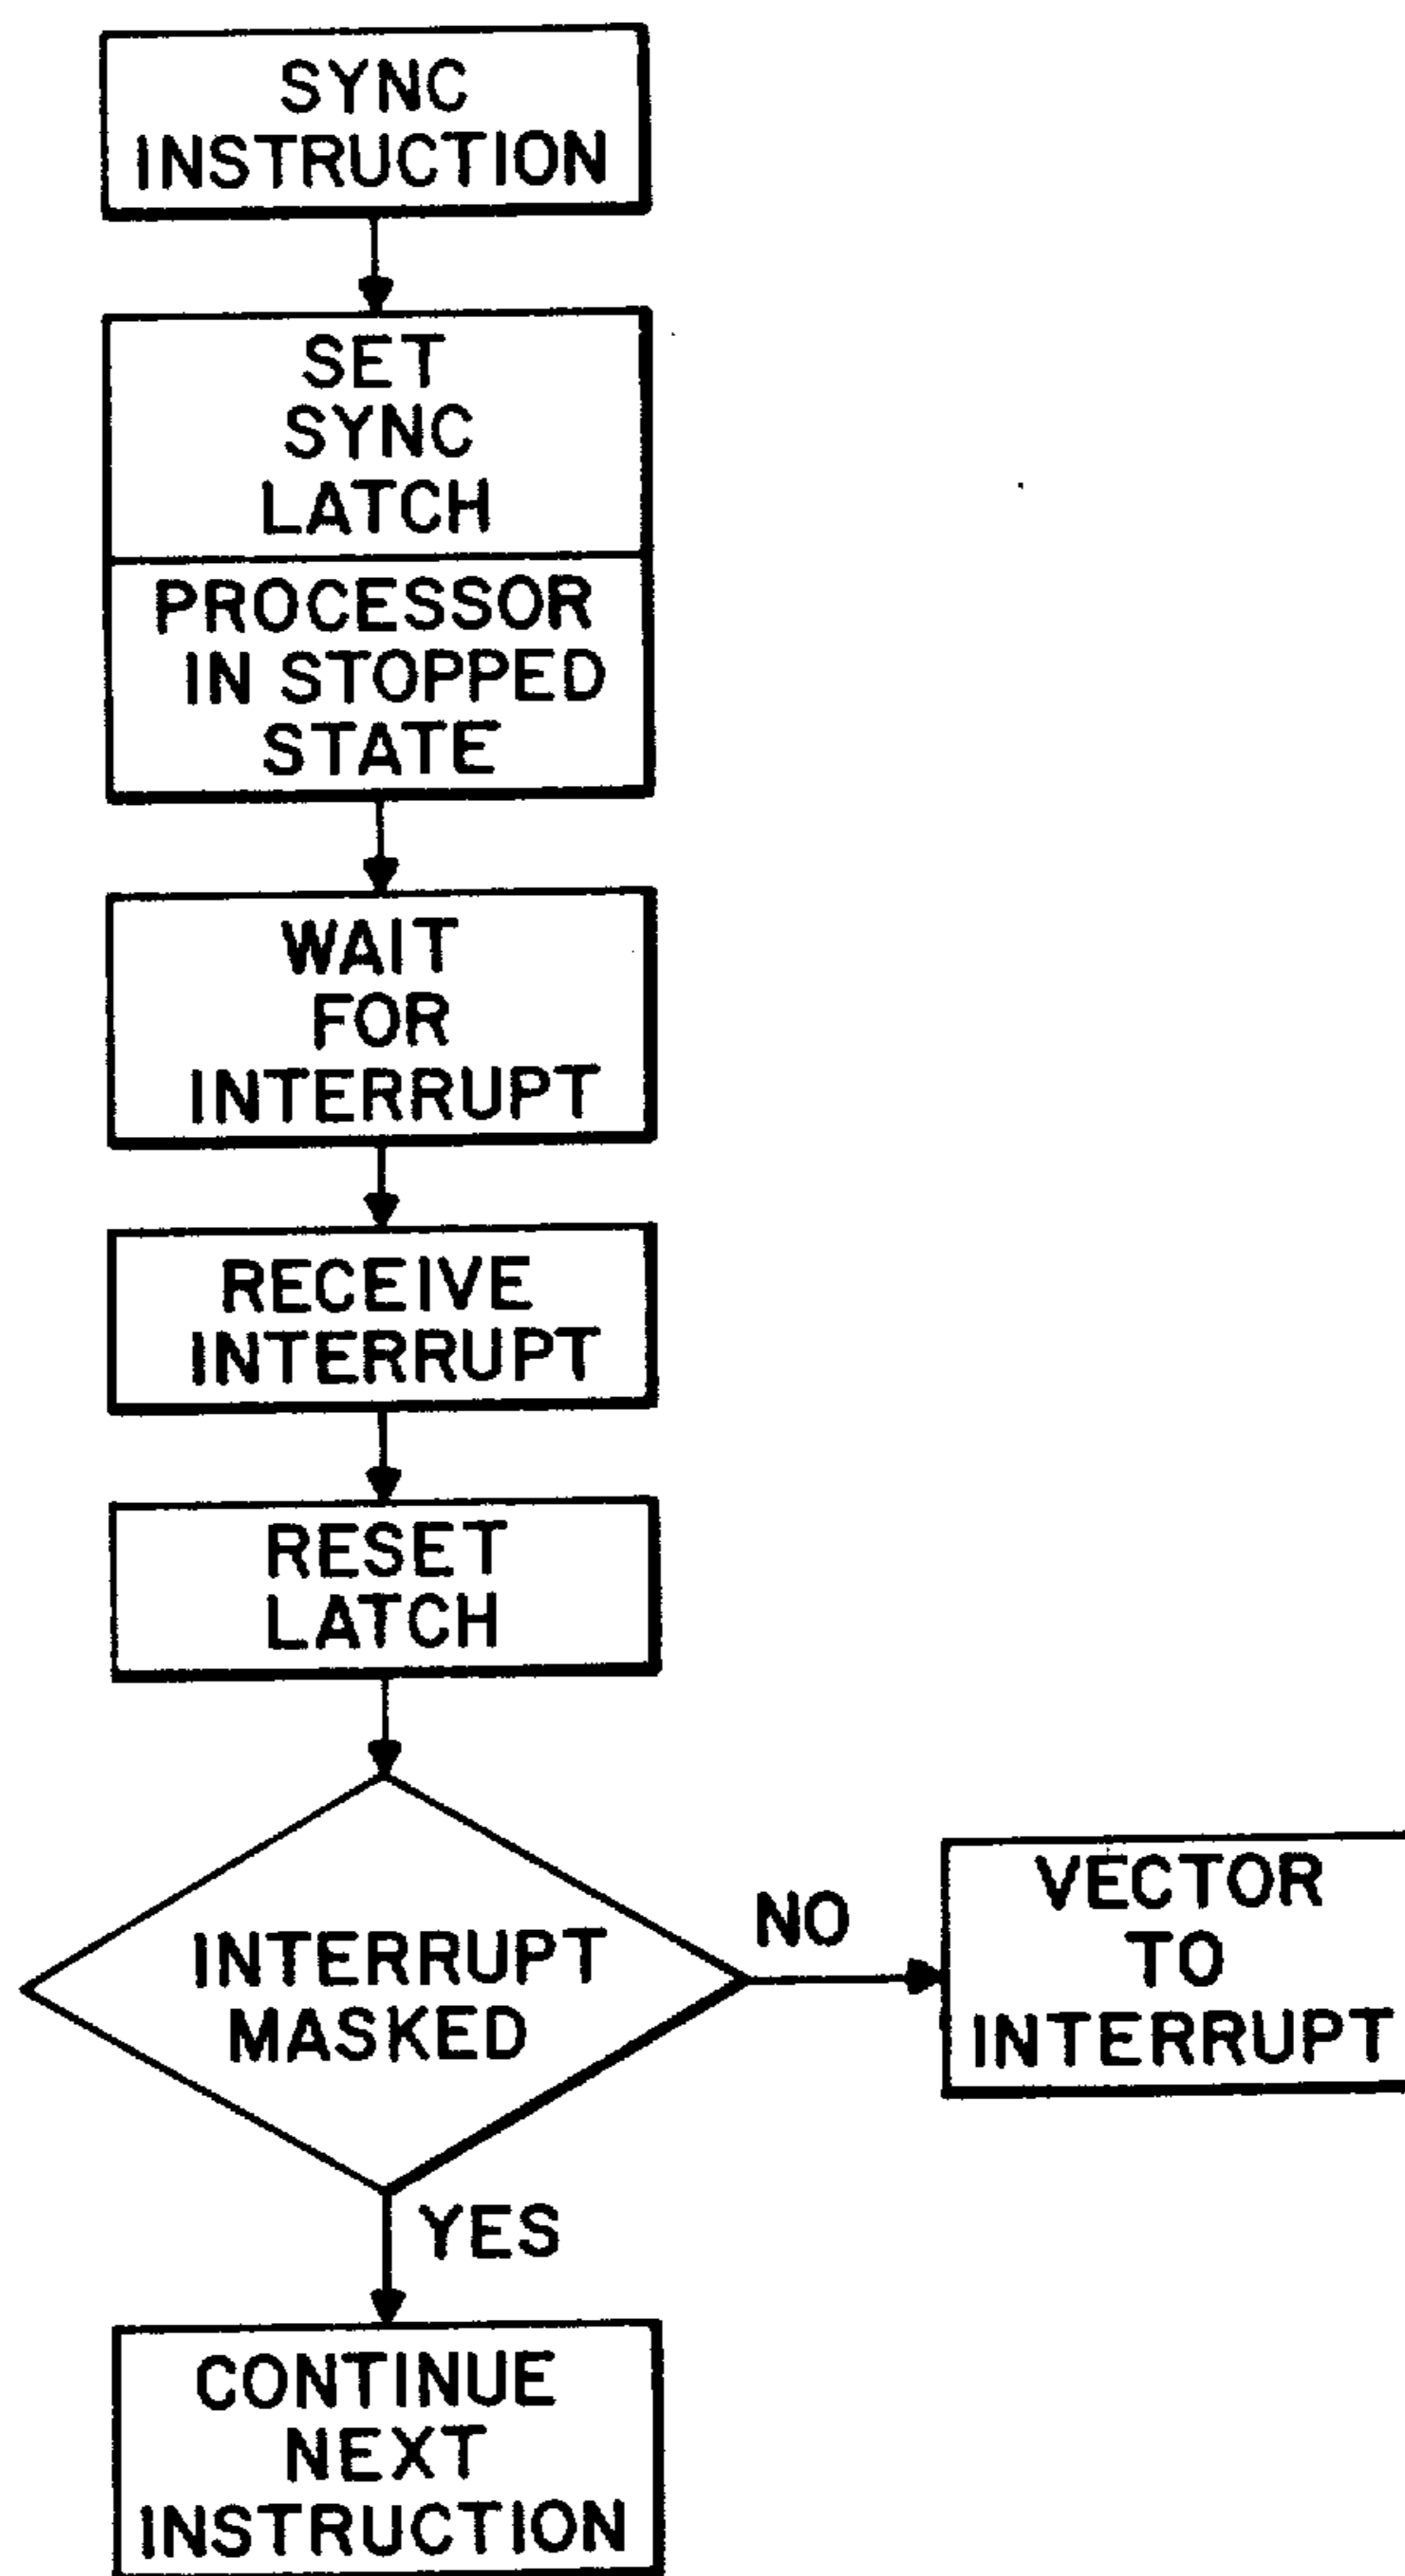 SYNC
INSTRUCTION
SET
SYNC
LATCH
PROCESSOR
IN STOPPED
STATE
WAIT
FOR
INTERRUPT
RECEIVE
INTERRUPT
RESET
LATCH
INTERRUPT
MASKED
NO
VECTOR
TO
INTERRUPT
YES
CONTINUE
NEXT
INSTRUCTION